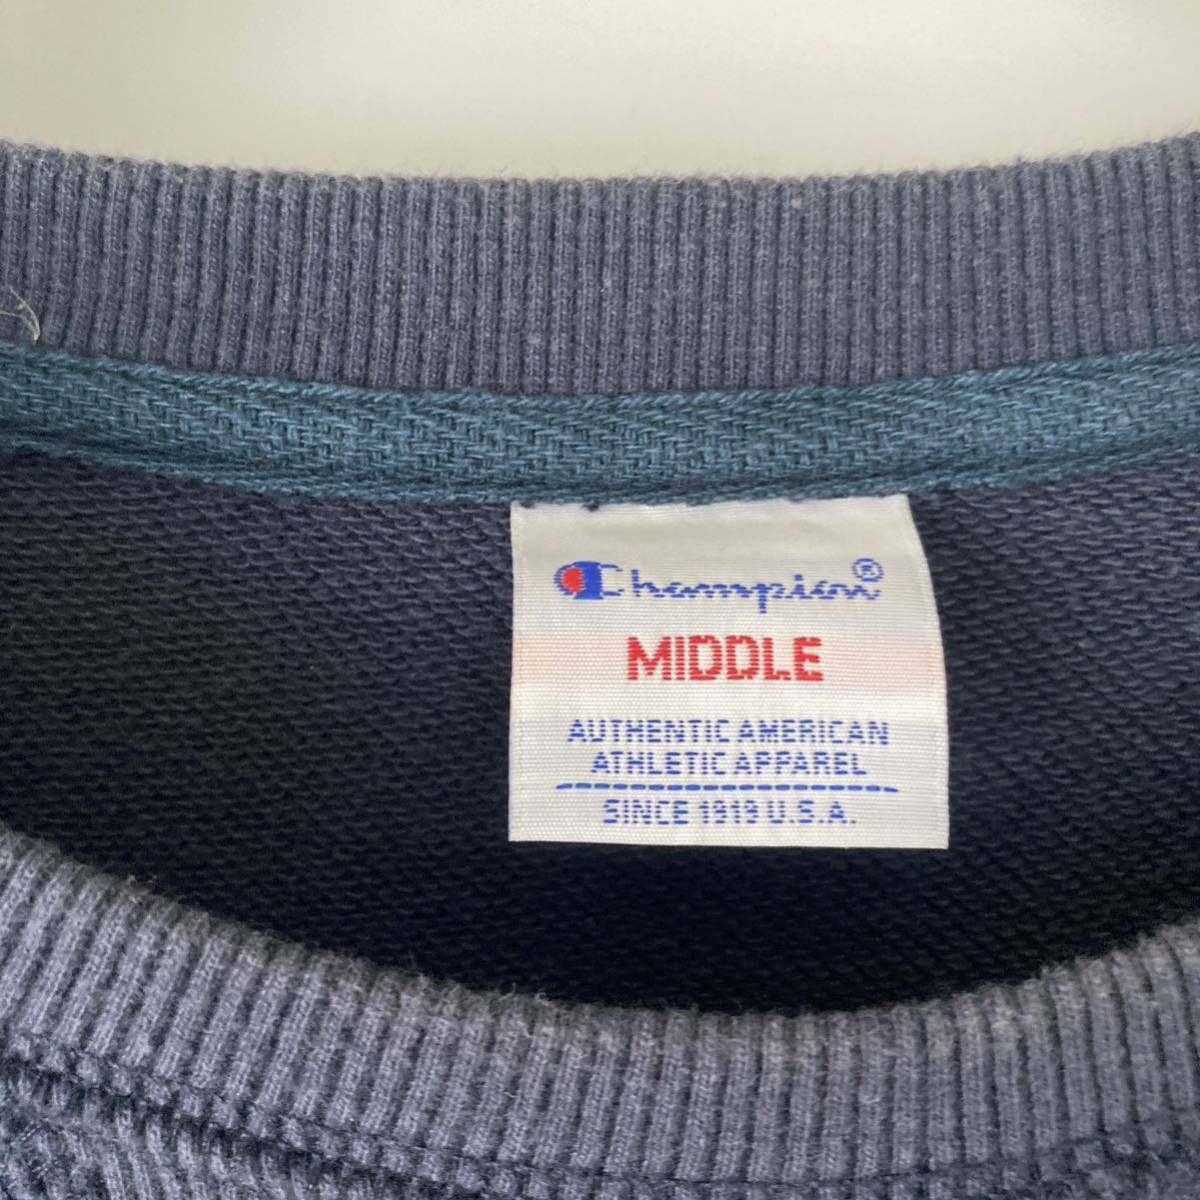 Champion®
MIDDLE
AUTHENTIC AMERICAN
ATHLETIC APPAREL
SINCE 1919 U.S.A.